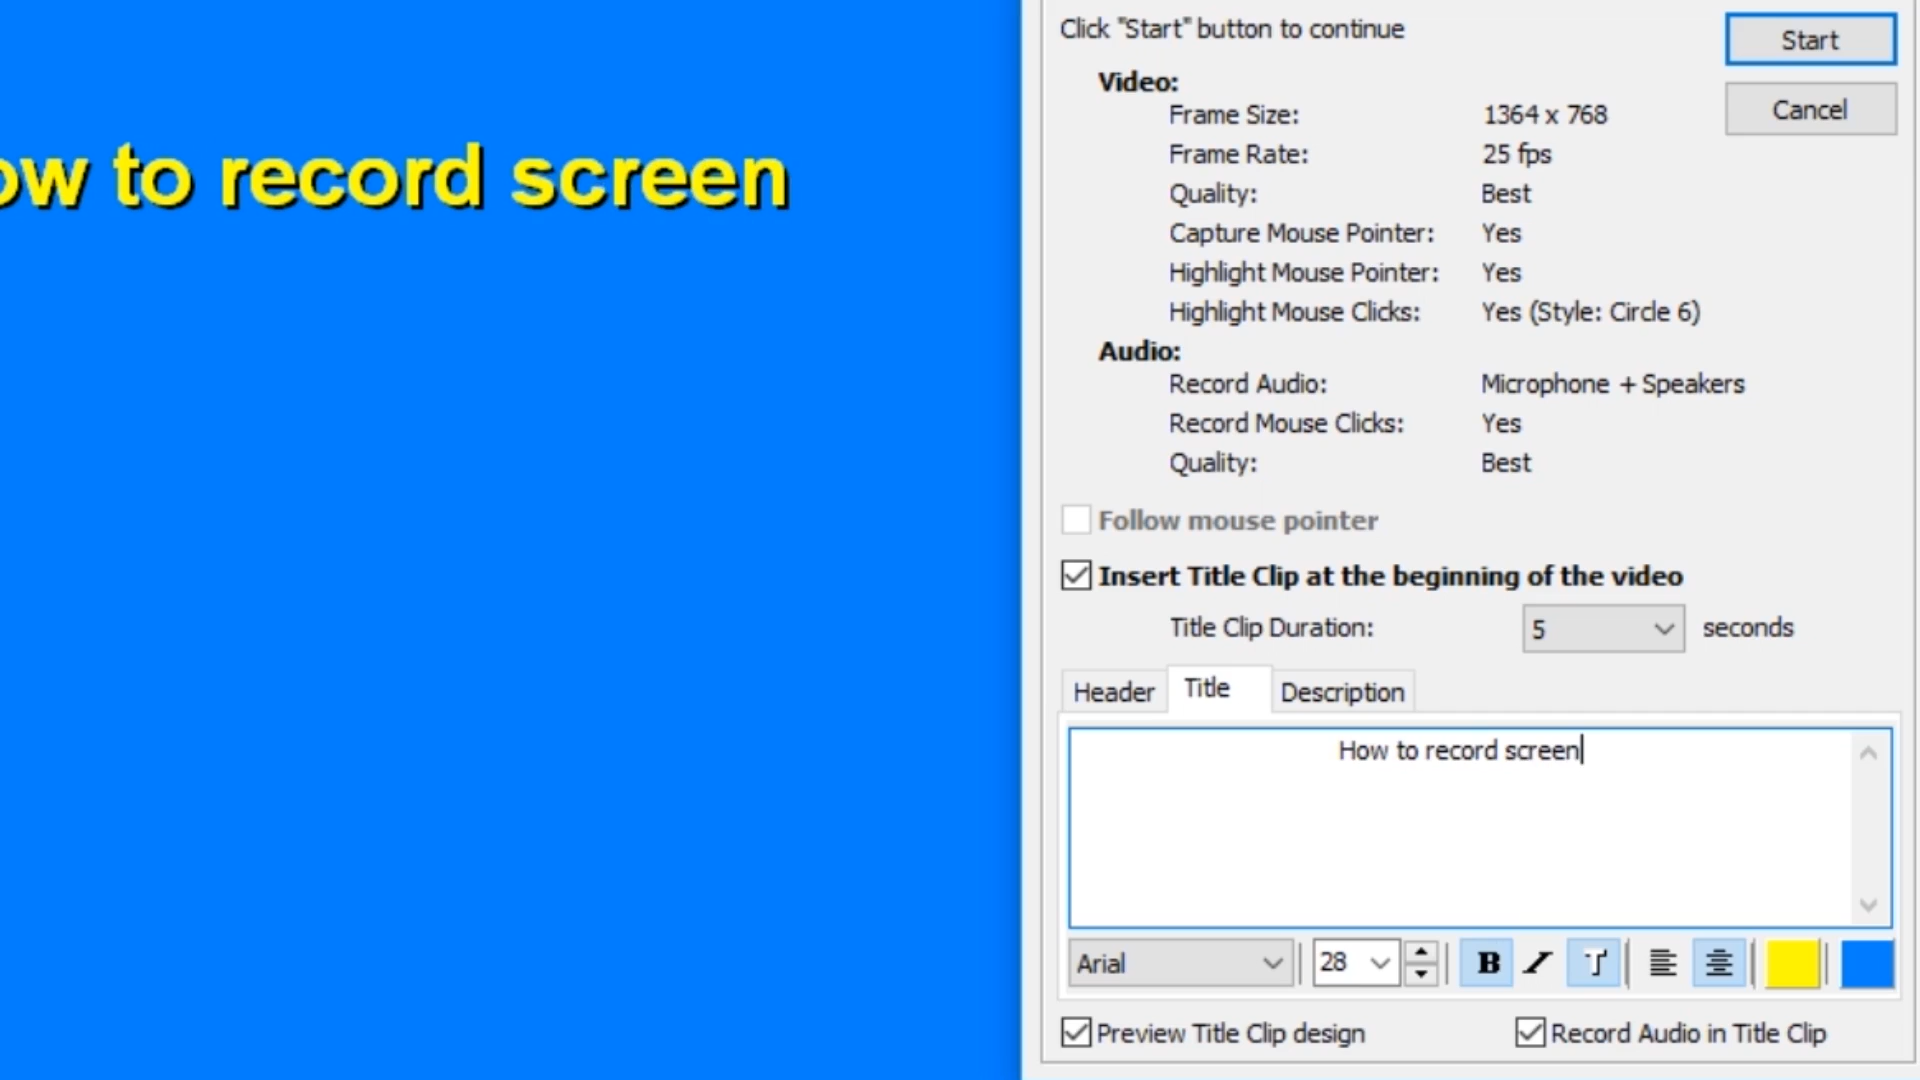 ow to record screen
Click "Start" button to continue
Start
Cancel
Video:
Frame Size: 1364 x 768
Frame Rate: 25 fps
Quality: Best
Capture Mouse Pointer: Yes
Highlight Mouse Pointer: Yes
Highlight Mouse Clicks: Yes (Style: Circle 6)
Audio:
Record Audio: Microphone + Speakers
Record Mouse Clicks: Yes
Quality: Best
Follow mouse pointer
Insert Title Clip at the beginning of the video
Title Clip Duration: 5 seconds
Header Title Description
How to record screen
Arial 28 B I T
Preview Title Clip design Record Audio in Title Clip